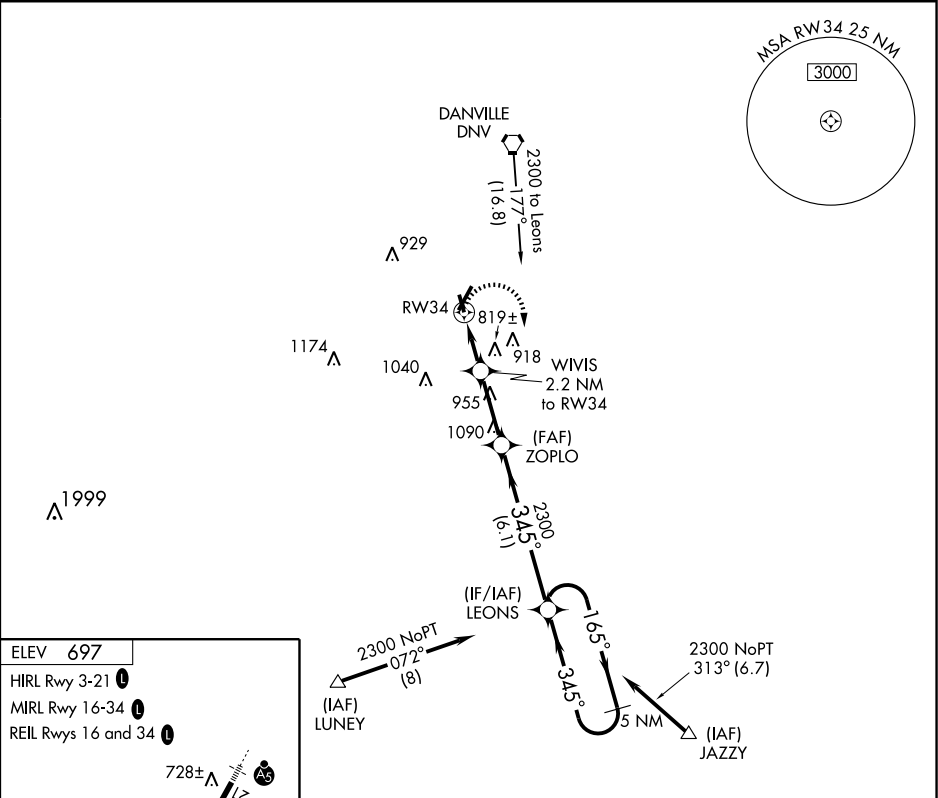 MSA RW34 25 NM
3000
DANVILLE
DNV
2300 to Leons
177°
(16.8)
929
RW34
819±
918
1174
1040
WIVIS
2.2 NM
to RW34
955
1090
(FAF)
ZOPLO
1999
2300
345°
(6.1)
(IF/IAF)
LEONS
165°
345°
5 NM
2300 NoPT
072°
(8)
(IAF)
LUNEY
2300 NoPT
313° (6.7)
(IAF)
JAZZY
ELEV 697
HIRL Rwy 3-21 L
MIRL Rwy 16-34 L
REIL Rwys 16 and 34 L
728±
A5
21